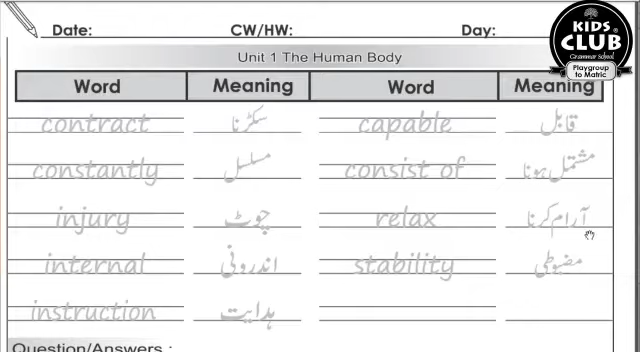 Date: CW/HW: Day:
KIDS
CLUB
Grammar School
Playgroup
to Matric
Unit 1 The Human Body
Word Meaning Word Meaning
contract سکڑنا capable قابل
constantly مسلسل consist of مشتمل ہونا
injury چوٹ relax آرام کرنا
internal اندرونی stability مضبوطی
instruction ہدایت
Question/Answers :